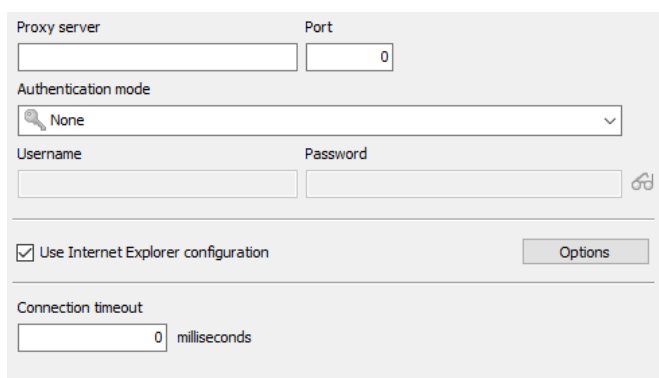 Proxy server Port
0
Authentication mode
None
Username Password
Use Internet Explorer configuration Options
Connection timeout
0 milliseconds